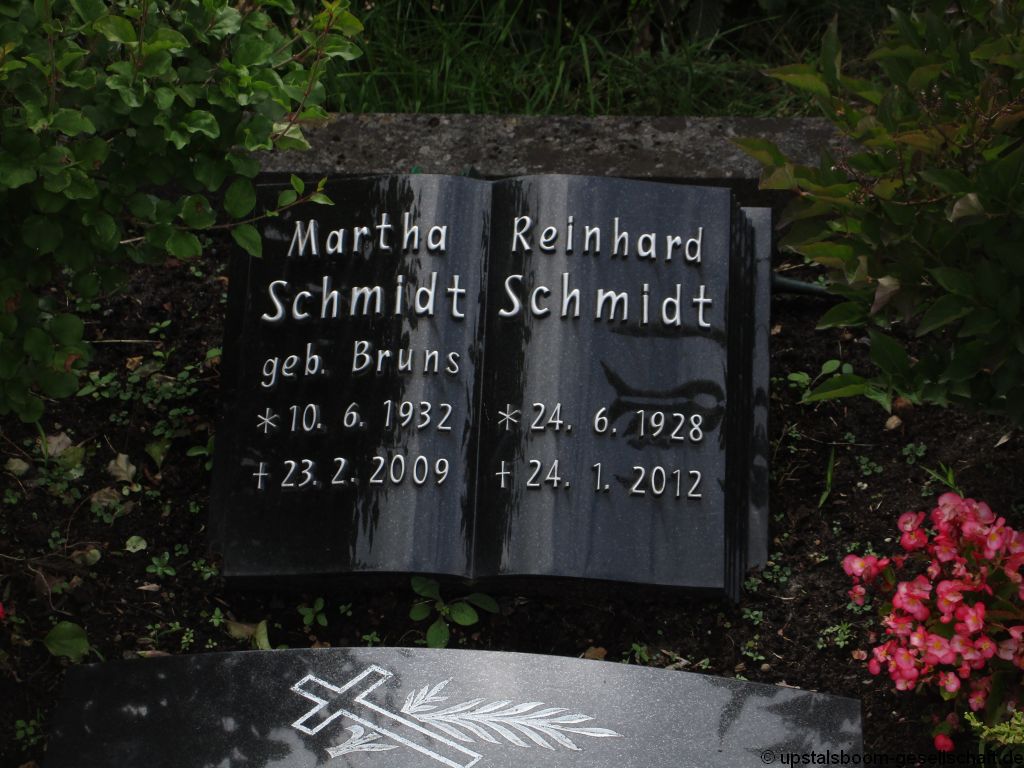 Martha
Schmidt
geb. Bruns
* 10. 6. 1932
† 23. 2. 2009
Reinhard
Schmidt
* 24. 6. 1928
† 24. 1. 2012
© upstalsboom-gesellschaft.de